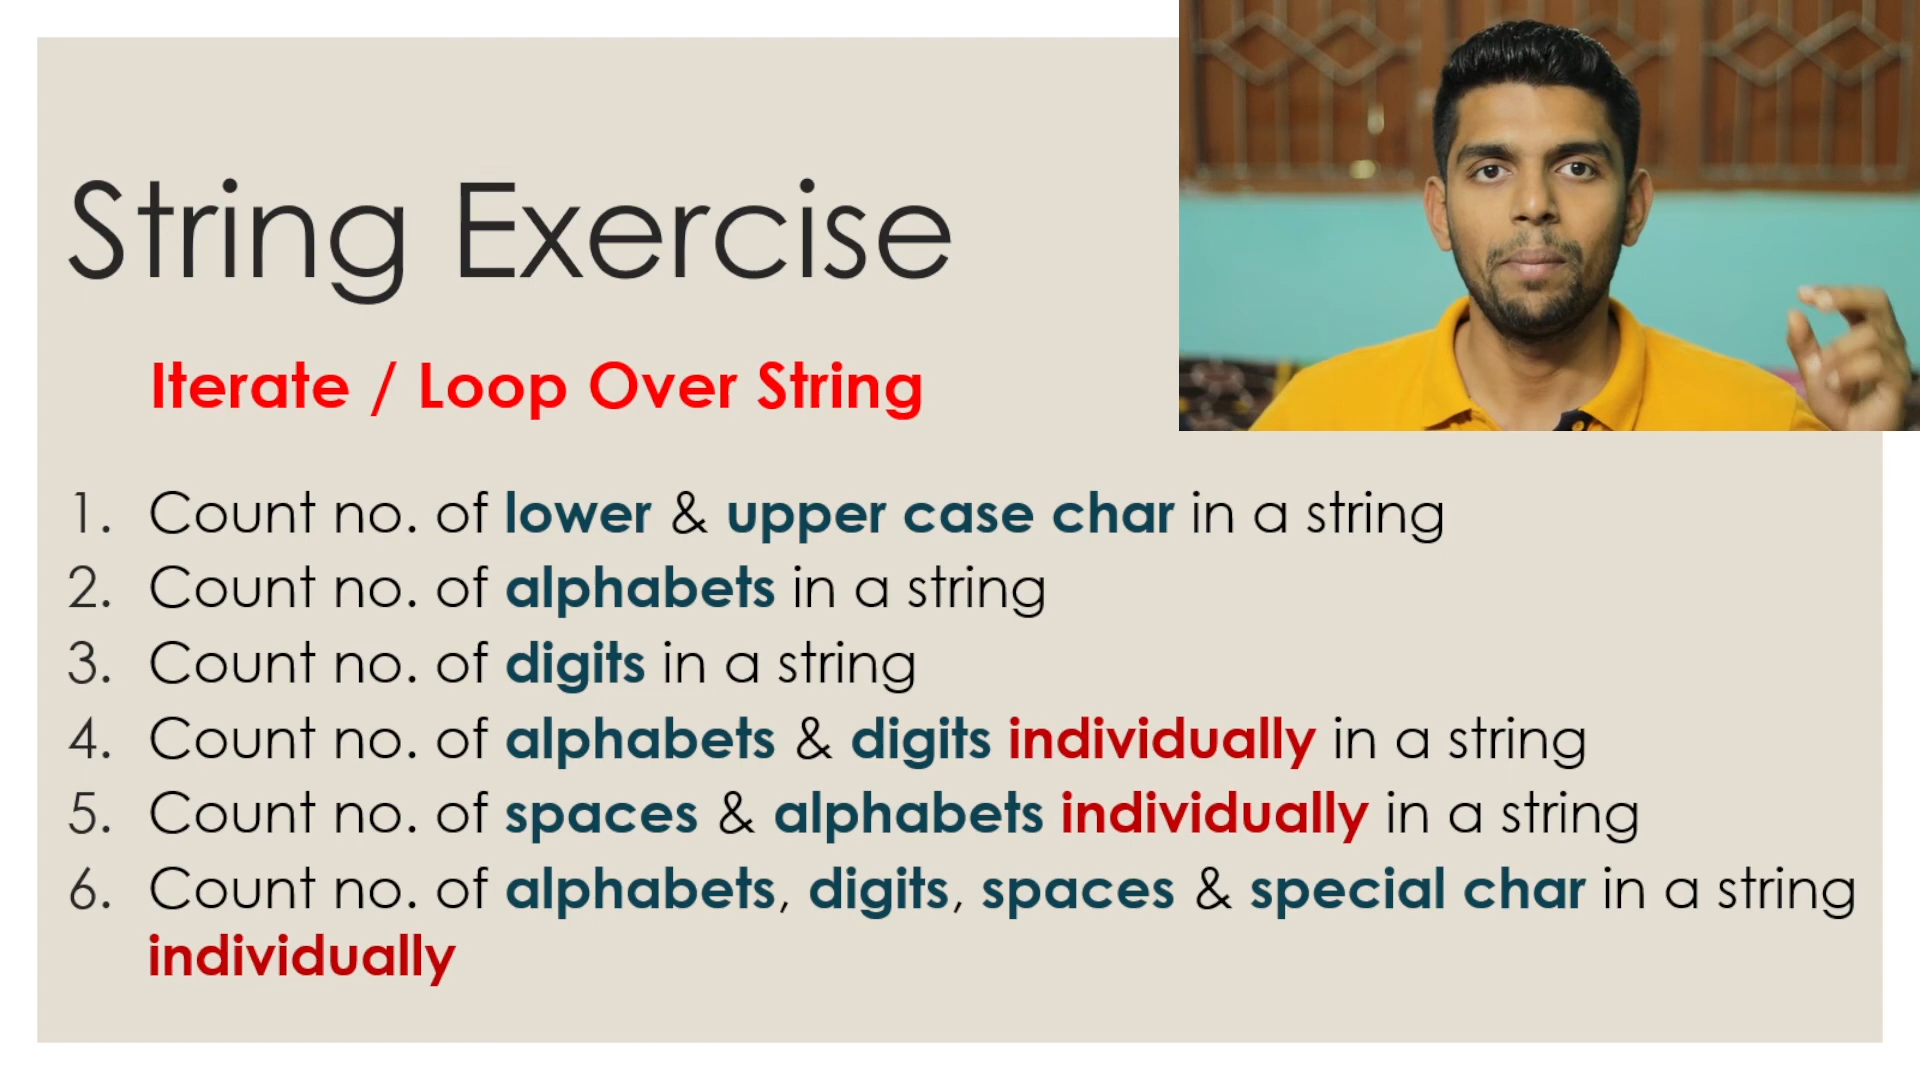 String Exercise
Iterate / Loop Over String
1. Count no. of lower & upper case char in a string
2. Count no. of alphabets in a string
3. Count no. of digits in a string
4. Count no. of alphabets & digits individually in a string
5. Count no. of spaces & alphabets individually in a string
6. Count no. of alphabets, digits, spaces & special char in a string
individually